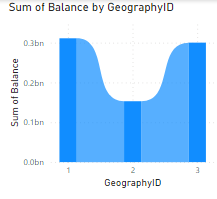 Sum of Balance by GeographyID
Sum of Balance
0.3bn
0.2bn
0.1bn
0.0bn
1 2 3
GeographyID